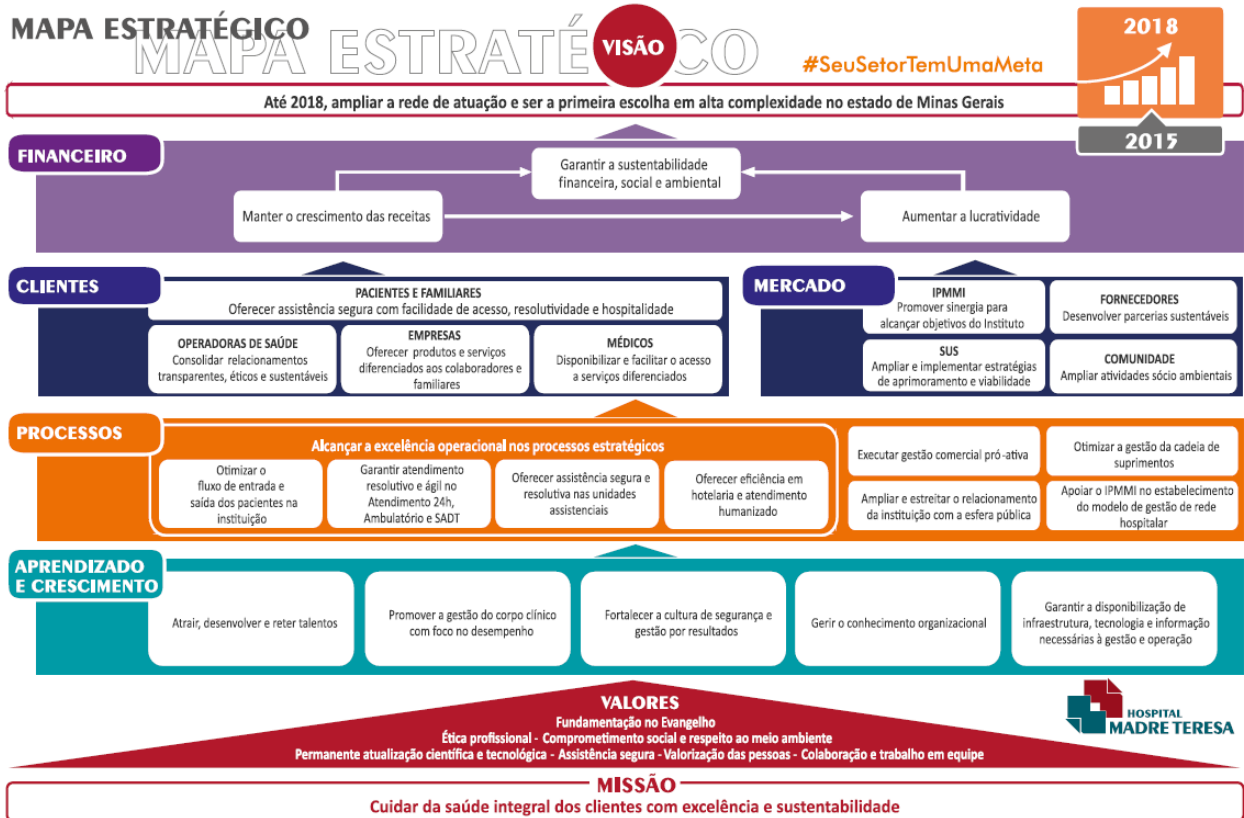 MAPA ESTRATÉGICO
MAPA ESTRATÉGICO
VISÃO
#SeuSetorTemUmaMeta
2018
2015
Até 2018, ampliar a rede de atuação e ser a primeira escolha em alta complexidade no estado de Minas Gerais
FINANCEIRO
Garantir a sustentabilidade
financeira, social e ambiental
Manter o crescimento das receitas
Aumentar a lucratividade
CLIENTES
PACIENTES E FAMILIARES
Oferecer assistência segura com facilidade de acesso, resolutividade e hospitalidade
OPERADORAS DE SAÚDE
Consolidar relacionamentos
transparentes, éticos e sustentáveis
EMPRESAS
Oferecer produtos e serviços
diferenciados aos colaboradores e
familiares
MÉDICOS
Disponibilizar e facilitar o acesso
a serviços diferenciados
MERCADO
IPMMI
Promover sinergia para
alcançar objetivos do Instituto
FORNECEDORES
Desenvolver parcerias sustentáveis
SUS
Ampliar e implementar estratégias
de aprimoramento e viabilidade
COMUNIDADE
Ampliar atividades sócio ambientais
PROCESSOS
Alcançar a excelência operacional nos processos estratégicos
Otimizar o
fluxo de entrada e
saída dos pacientes na
instituição
Garantir atendimento
resolutivo e ágil no
Atendimento 24h,
Ambulatório e SADT
Oferecer assistência segura e
resolutiva nas unidades
assistenciais
Oferecer eficiência em
hotelaria e atendimento
humanizado
Executar gestão comercial pró-ativa
Otimizar a gestão da cadeia de
suprimentos
Ampliar e estreitar o relacionamento
da instituição com a esfera pública
Apoiar o IPMMI no estabelecimento
do modelo de gestão de rede
hospitalar
APRENDIZADO
E CRESCIMENTO
Atrair, desenvolver e reter talentos
Promover a gestão do corpo clínico
com foco no desempenho
Fortalecer a cultura de segurança e
gestão por resultados
Gerir o conhecimento organizacional
Garantir a disponibilização de
infraestrutura, tecnologia e informação
necessárias à gestão e operação
VALORES
Fundamentação no Evangelho
Ética profissional - Comprometimento social e respeito ao meio ambiente
Permanente atualização científica e tecnológica - Assistência segura - Valorização das pessoas - Colaboração e trabalho em equipe
HOSPITAL
MADRE TERESA
MISSÃO
Cuidar da saúde integral dos clientes com excelência e sustentabilidade